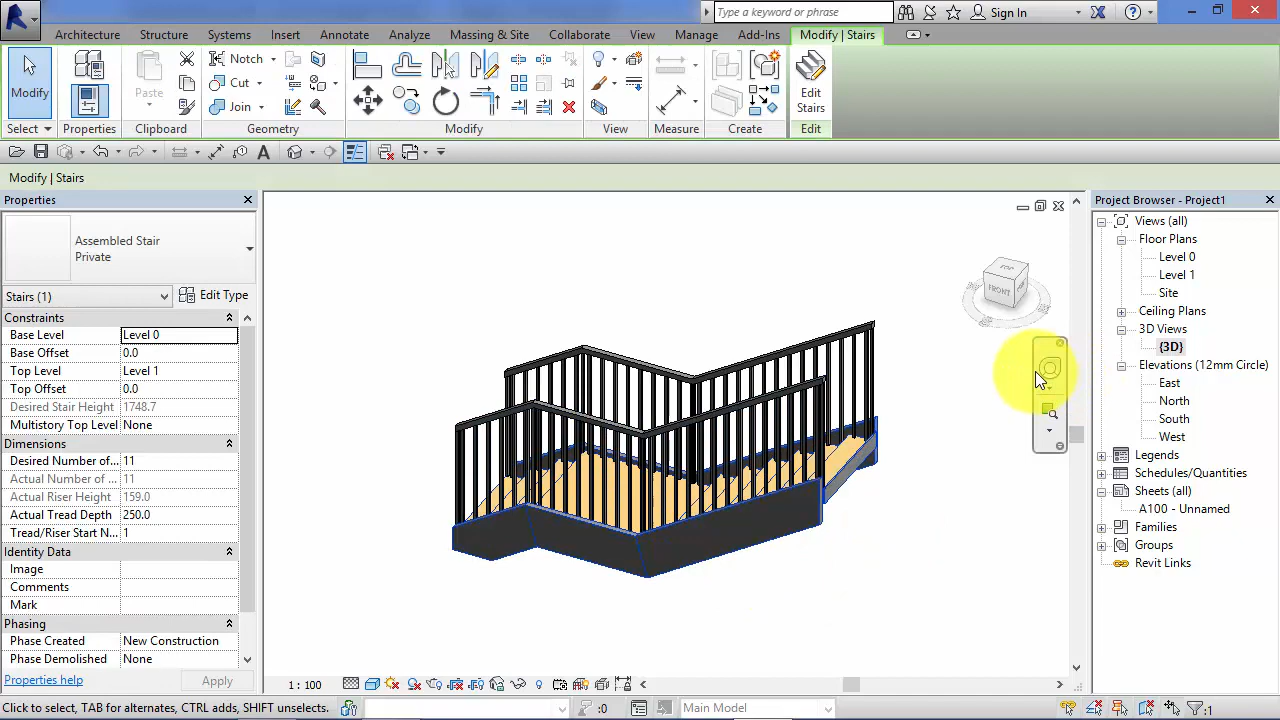 Type a keyword or phrase
Sign In
Architecture Structure Systems Insert Annotate Analyze Massing & Site Collaborate View Manage Add-Ins Modify | Stairs
Modify
Paste
Notch
Cut
Join
Edit
Stairs
Select Properties Clipboard Geometry Modify View Measure Create Edit
Modify | Stairs
Properties
Assembled Stair
Private
Stairs (1)
Edit Type
Constraints
Base Level Level 0
Base Offset 0.0
Top Level Level 1
Top Offset 0.0
Desired Stair Height 1748.7
Multistory Top Level None
Dimensions
Desired Number of... 11
Actual Number of ... 11
Actual Riser Height 159.0
Actual Tread Depth 250.0
Tread/Riser Start N... 1
Identity Data
Image
Comments
Mark
Phasing
Phase Created New Construction
Phase Demolished None
Properties help
Apply
TOP
FRONT
1 : 100
Project Browser - Project1
Views (all)
Floor Plans
Level 0
Level 1
Site
Ceiling Plans
3D Views
{3D}
Elevations (12mm Circle)
East
North
South
West
Legends
Schedules/Quantities
Sheets (all)
A100 - Unnamed
Families
Groups
Revit Links
Click to select, TAB for alternates, CTRL adds, SHIFT unselects.
:0
Main Model
:1